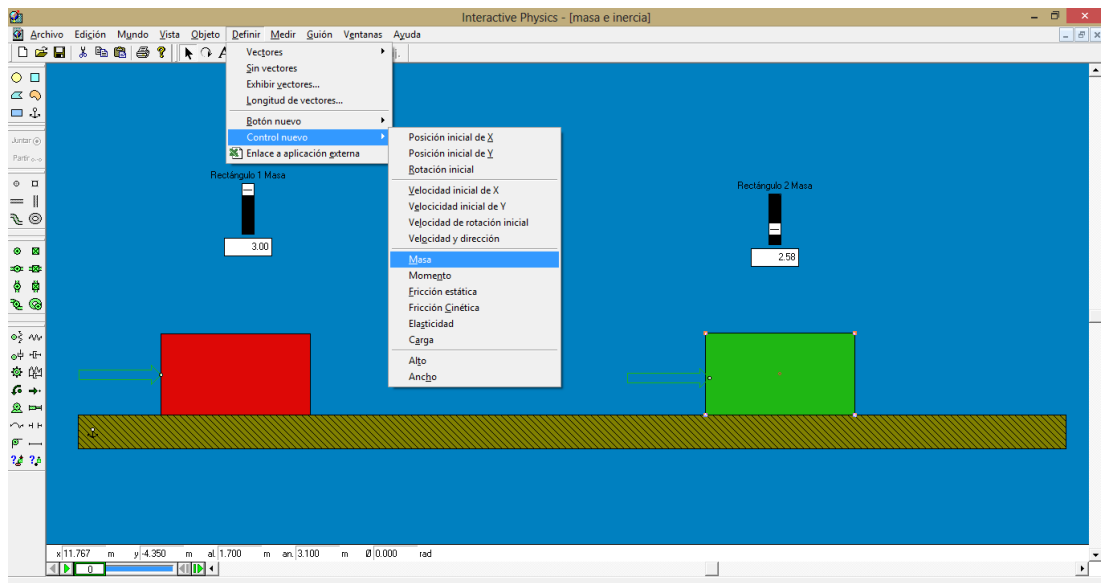 Interactive Physics - [masa e inercia]
Archivo Edición Mundo Vista Objeto Definir Medir Guión Ventanas Ayuda
A
Vectores
Sin vectores
Exhibir vectores...
Longitud de vectores...
Botón nuevo
Control nuevo
Enlace a aplicación externa
Posición inicial de X
Posición inicial de Y
Rotación inicial
Velocidad inicial de X
Velocicidad inicial de Y
Velocidad de rotación inicial
Velocidad y dirección
Masa
Momento
Fricción estática
Fricción Cinética
Elasticidad
Carga
Alto
Ancho
Juntar
Partir
Rectángulo 1 Masa
3.00
Rectángulo 2 Masa
2.58
x 11.767 m y -4.350 m al. 1.700 m an. 3.100 m Ø 0.000 rad
0